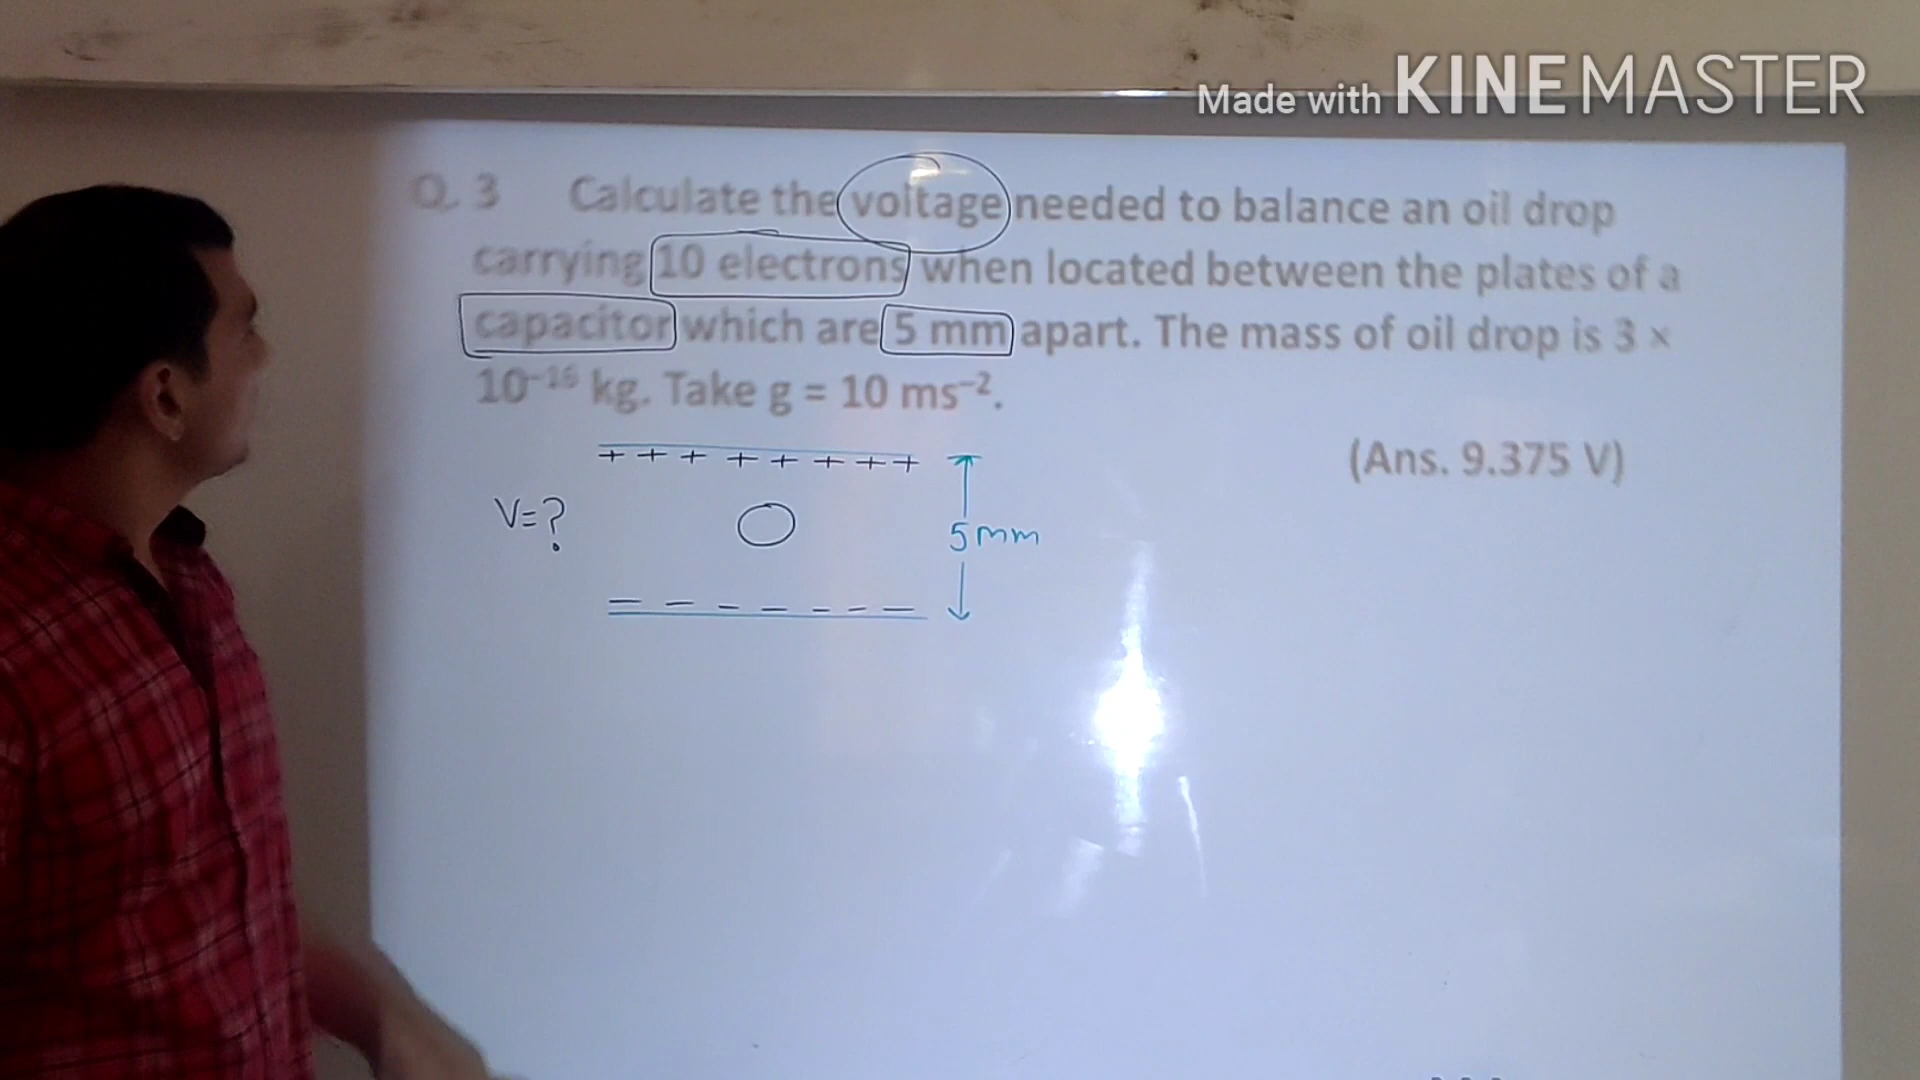 Made with KINEMASTER
Q. 3 Calculate the voltage needed to balance an oil drop
carrying 10 electrons when located between the plates of a
capacitor which are 5 mm apart. The mass of oil drop is 3 ×
10⁻¹⁶ kg. Take g = 10 ms⁻².
(Ans. 9.375 V)
+ + + + + + + +
V=?
5mm
− − − − − − −